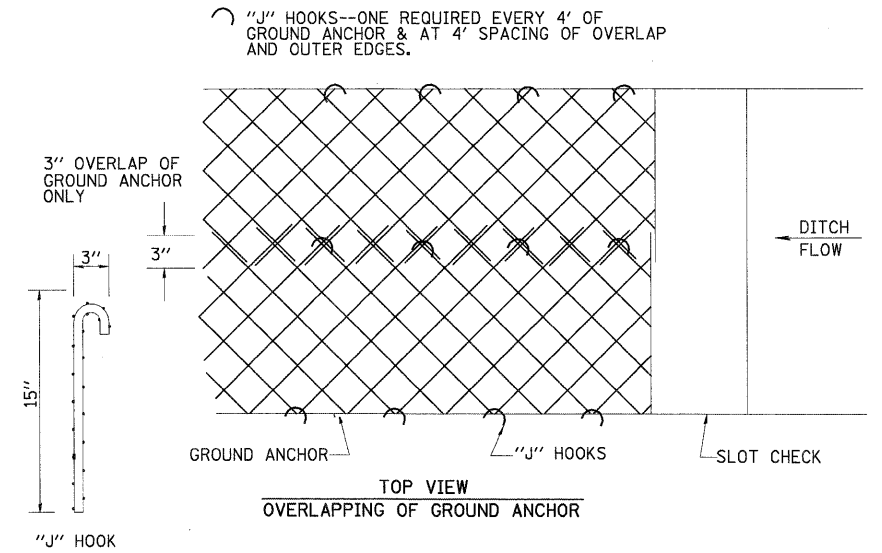 "J" HOOKS--ONE REQUIRED EVERY 4' OF
GROUND ANCHOR & AT 4' SPACING OF OVERLAP
AND OUTER EDGES.
3" OVERLAP OF
GROUND ANCHOR
ONLY
3"
3"
DITCH
FLOW
15"
GROUND ANCHOR
"J" HOOKS
SLOT CHECK
TOP VIEW
OVERLAPPING OF GROUND ANCHOR
"J" HOOK